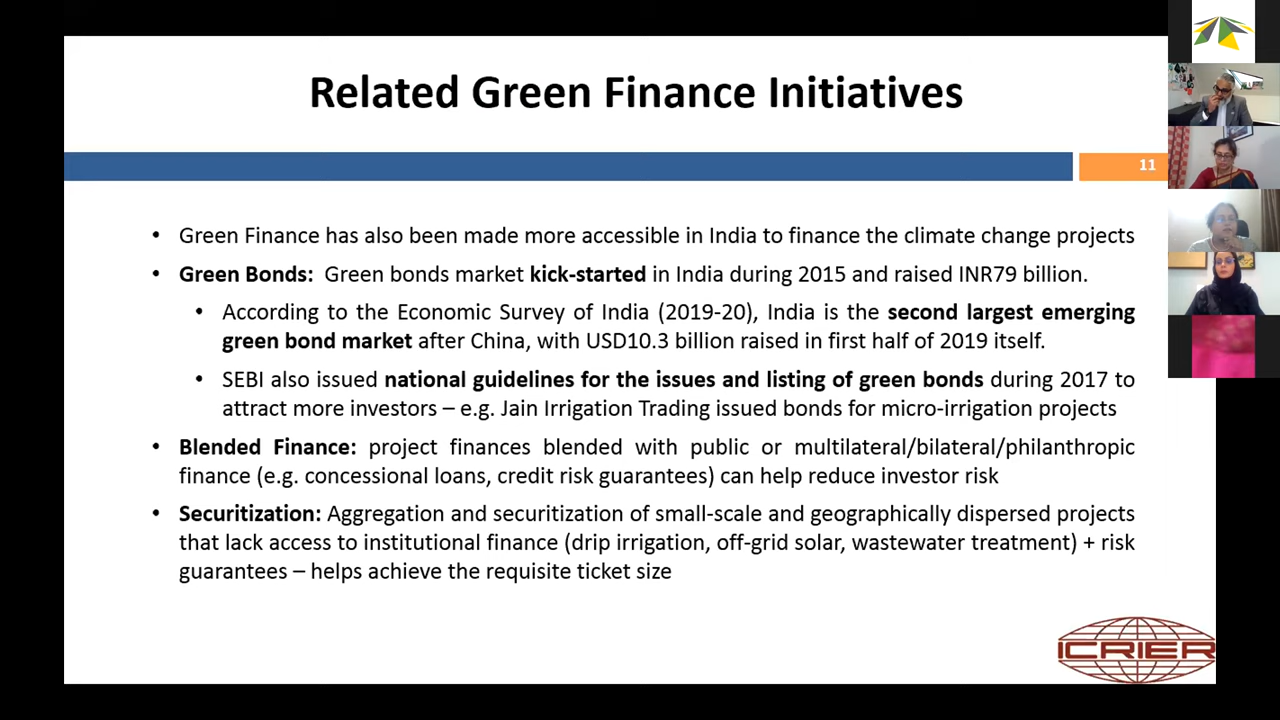 Related Green Finance Initiatives
11
• Green Finance has also been made more accessible in India to finance the climate change projects
• Green Bonds: Green bonds market kick-started in India during 2015 and raised INR79 billion.
• According to the Economic Survey of India (2019-20), India is the second largest emerging
green bond market after China, with USD10.3 billion raised in first half of 2019 itself.
• SEBI also issued national guidelines for the issues and listing of green bonds during 2017 to
attract more investors – e.g. Jain Irrigation Trading issued bonds for micro-irrigation projects
• Blended Finance: project finances blended with public or multilateral/bilateral/philanthropic
finance (e.g. concessional loans, credit risk guarantees) can help reduce investor risk
• Securitization: Aggregation and securitization of small-scale and geographically dispersed projects
that lack access to institutional finance (drip irrigation, off-grid solar, wastewater treatment) + risk
guarantees – helps achieve the requisite ticket size
ICRIER